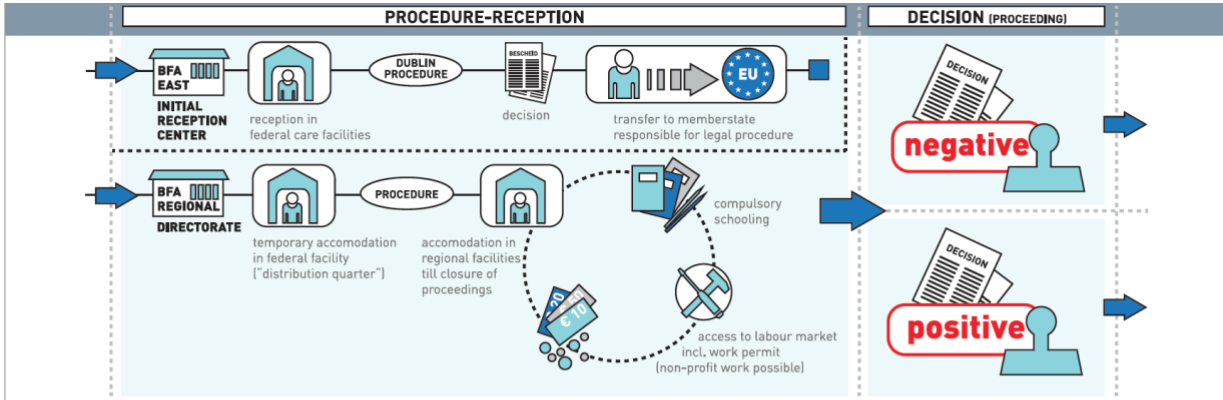 PROCEDURE-RECEPTION
DECISION (PROCEEDING)
BFA
EAST
INITIAL
RECEPTION
CENTER
reception in
federal care facilities
DUBLIN
PROCEDURE
BESCHEID
decision
EU
transfer to memberstate
responsible for legal procedure
BFA
REGIONAL
DIRECTORATE
temporary accomodation
in federal facility
("distribution quarter")
PROCEDURE
accomodation in
regional facilities
till closure of
proceedings
compulsory
schooling
20
50
€ 10
access to labour market
incl. work permit
(non-profit work possible)
DECISION
negative
DECISION
positive